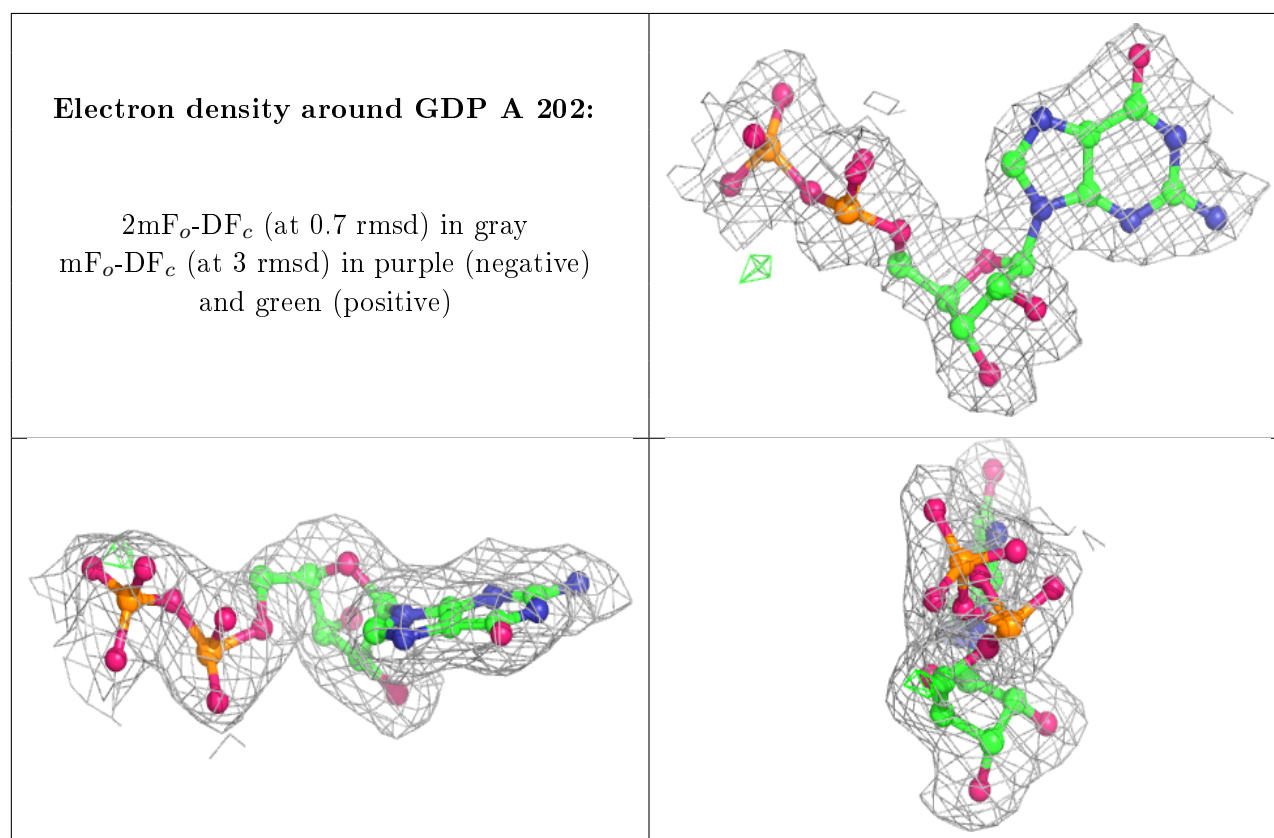 Electron density around GDP A 202:
2mFₒ-DF𝒸 (at 0.7 rmsd) in gray
mFₒ-DF𝒸 (at 3 rmsd) in purple (negative)
and green (positive)